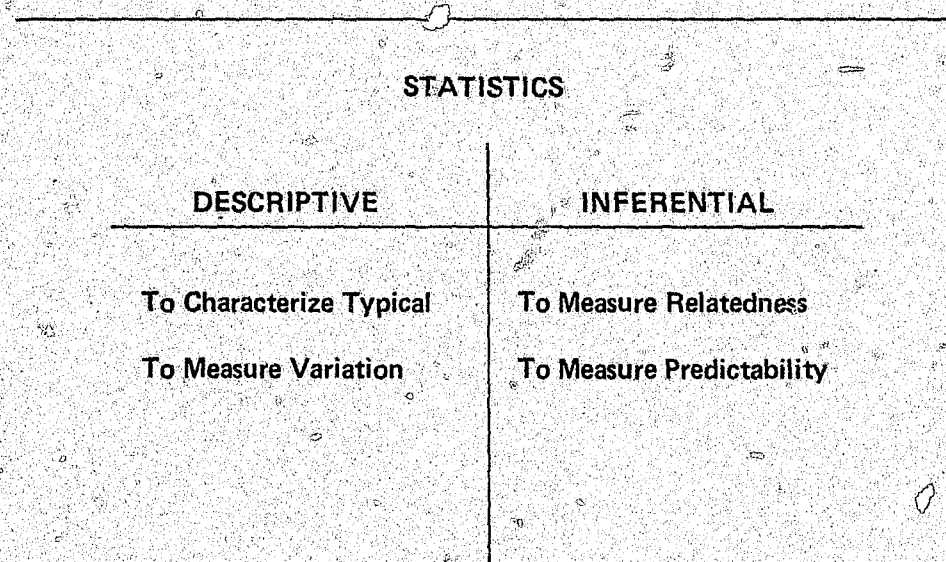 STATISTICS
DESCRIPTIVE INFERENTIAL
To Characterize Typical To Measure Relatedness
To Measure Variation To Measure Predictability